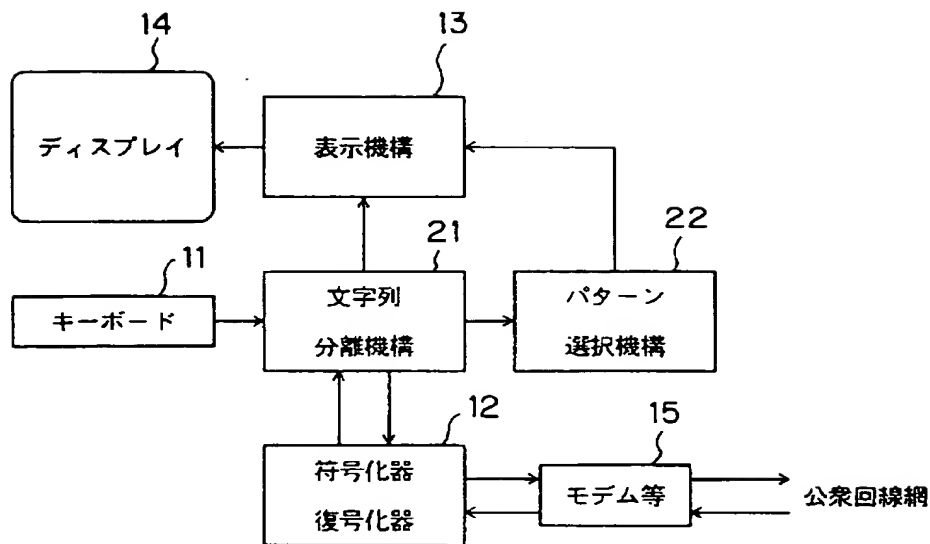 14
13
ディスプレイ
表示機構
21
22
11
キーボード
文字列
分離機構
パターン
選択機構
12
15
符号化器
復号化器
モデム等
公衆回線網